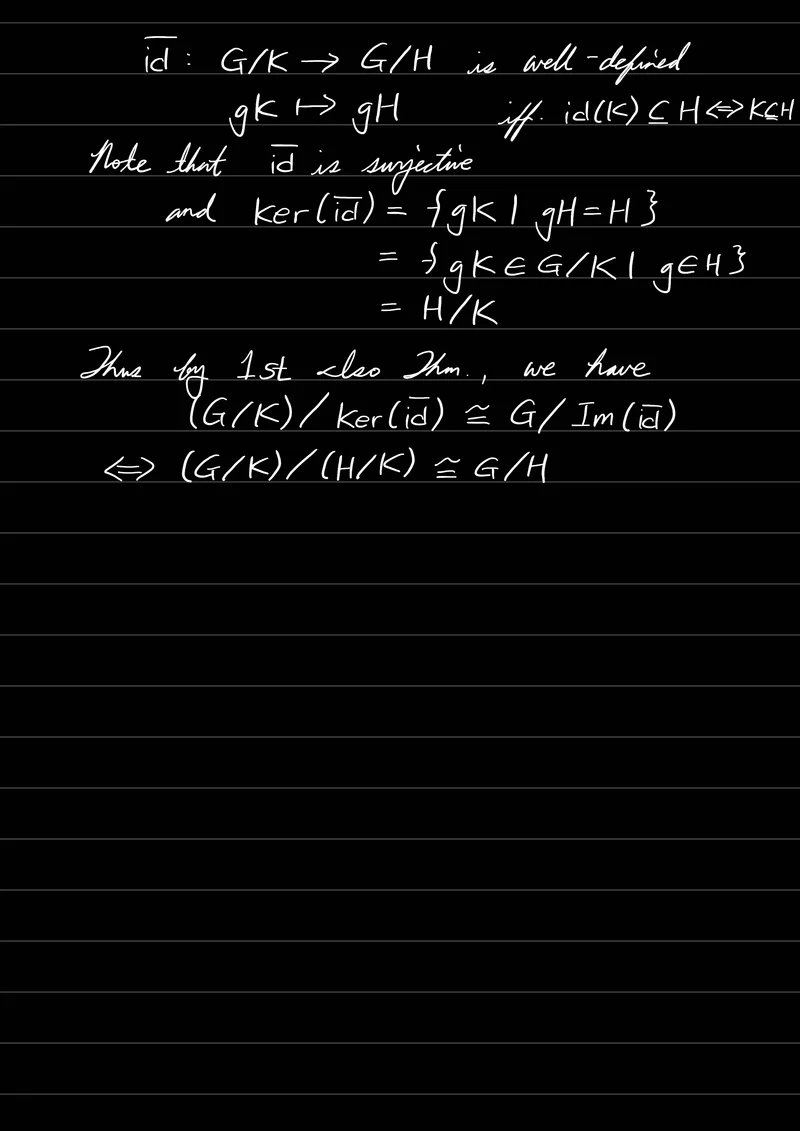 id̅ : G/K → G/H is well-defined
gK ↦ gH iff. id(K) ⊆ H ⇔ K⊆H
Note that id̅ is surjective
and ker(id̅) = {gK | gH = H}
= {gK ∈ G/K | g∈H}
= H/K
Thus by 1st also Thm., we have
(G/K)/ker(id̅) ≅ G/Im(id̅)
⇔ (G/K)/(H/K) ≅ G/H